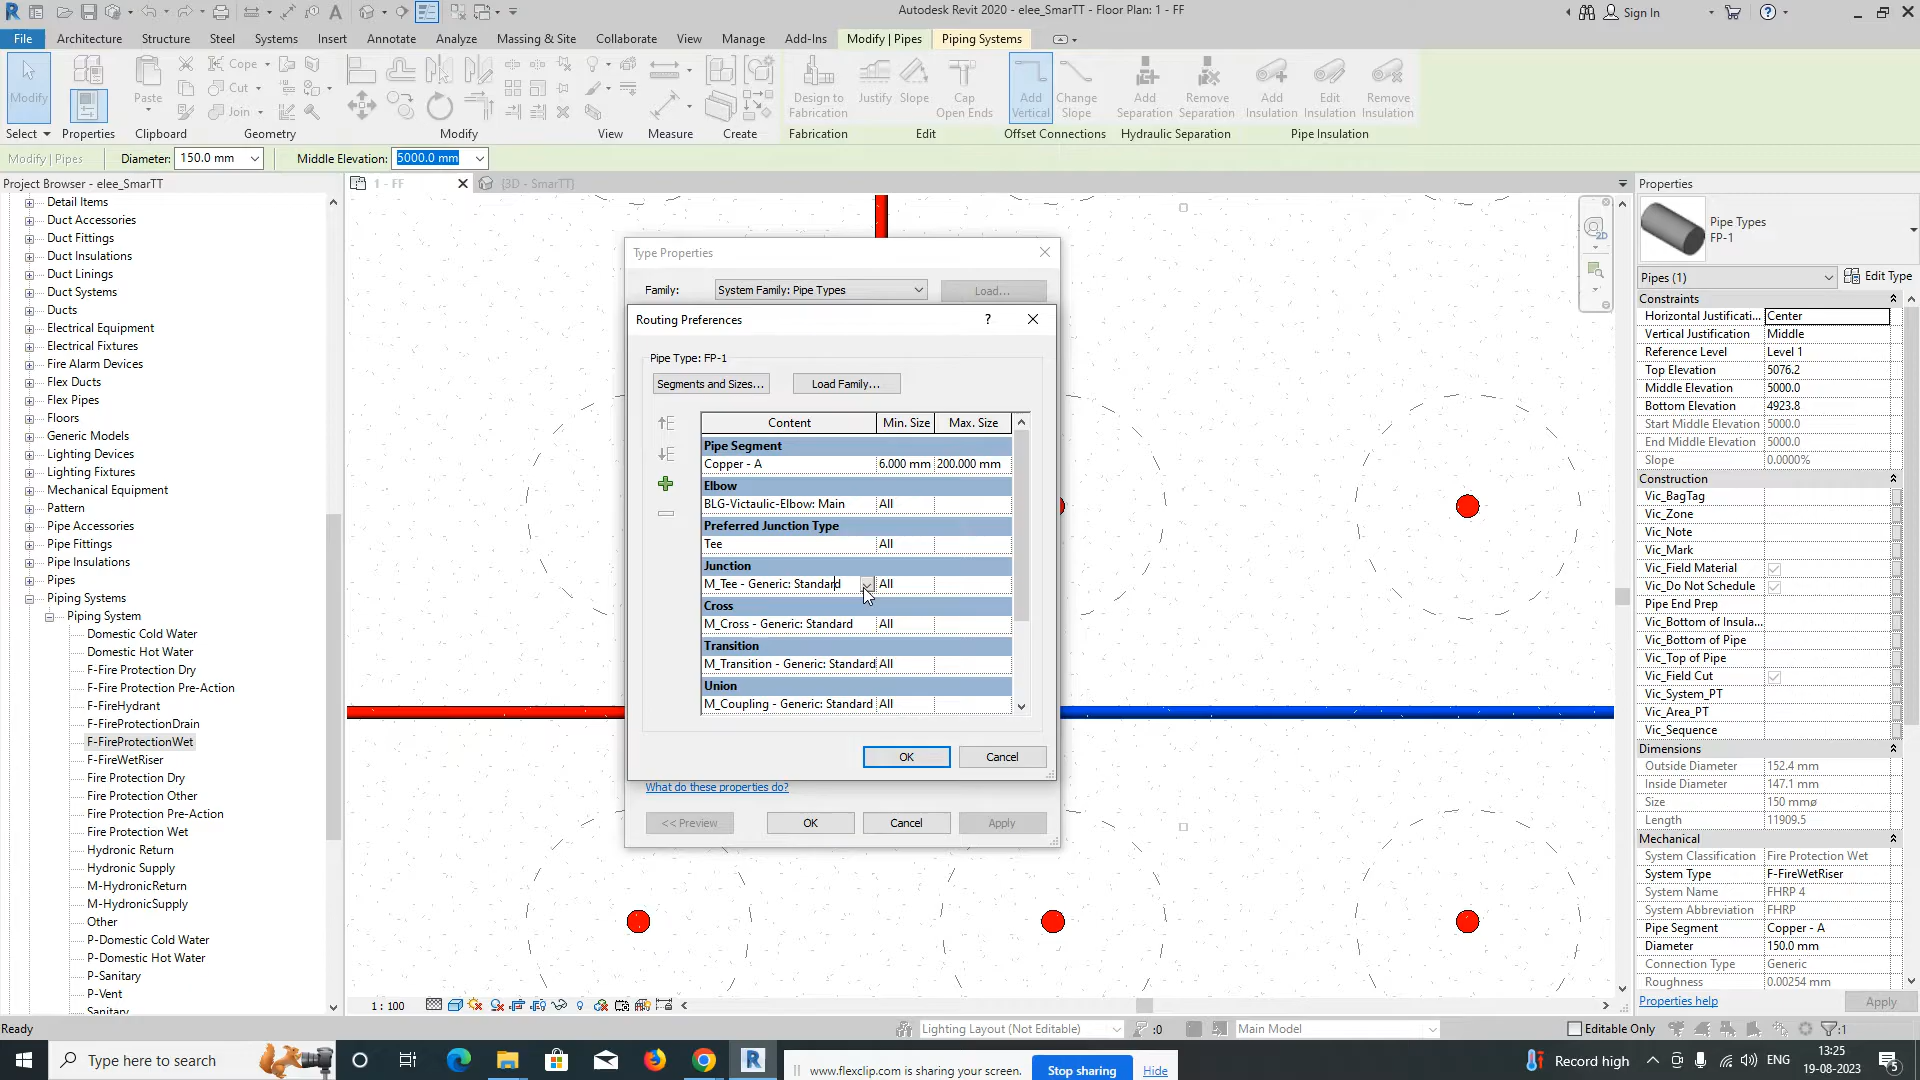 Autodesk Revit 2020 - elee_SmarTT - Floor Plan: 1 - FF
Sign In
File Architecture Structure Steel Systems Insert Annotate Analyze Massing & Site Collaborate View Manage Add-Ins Modify | Pipes Piping Systems
Modify
Paste
Cope
Cut
Join
Design to Fabrication
Justify
Slope
Cap Open Ends
Add Vertical
Change Slope
Add Separation
Remove Separation
Add Insulation
Edit Insulation
Remove Insulation
Select Properties Clipboard Geometry Modify View Measure Create Fabrication Edit Offset Connections Hydraulic Separation Pipe Insulation
Modify | Pipes Diameter: 150.0 mm Middle Elevation: 5000.0 mm
Project Browser - elee_SmarTT
Detail Items
Duct Accessories
Duct Fittings
Duct Insulations
Duct Linings
Duct Systems
Ducts
Electrical Equipment
Electrical Fixtures
Fire Alarm Devices
Flex Ducts
Flex Pipes
Floors
Generic Models
Lighting Devices
Lighting Fixtures
Mechanical Equipment
Pattern
Pipe Accessories
Pipe Fittings
Pipe Insulations
Pipes
Piping Systems
Piping System
Domestic Cold Water
Domestic Hot Water
F-Fire Protection Dry
F-Fire Protection Pre-Action
F-FireHydrant
F-FireProtectionDrain
F-FireProtectionWet
F-FireWetRiser
Fire Protection Dry
Fire Protection Other
Fire Protection Pre-Action
Fire Protection Wet
Hydronic Return
Hydronic Supply
M-HydronicReturn
M-HydronicSupply
Other
P-Domestic Cold Water
P-Domestic Hot Water
P-Sanitary
P-Vent
Sanitary
1 - FF
{3D - SmarTT}
2D
Type Properties
Family: System Family: Pipe Types Load...
Routing Preferences
?
Pipe Type: FP-1
Segments and Sizes... Load Family...
Content Min. Size Max. Size
Pipe Segment
Copper - A 6.000 mm 200.000 mm
Elbow
BLG-Victaulic-Elbow: Main All
Preferred Junction Type
Tee All
Junction
M_Tee - Generic: Standard All
Cross
M_Cross - Generic: Standard All
Transition
M_Transition - Generic: Standard All
Union
M_Coupling - Generic: Standard All
OK Cancel
What do these properties do?
<< Preview OK Cancel Apply
Properties
Pipe Types
FP-1
Pipes (1) Edit Type
Constraints
Horizontal Justificati... Center
Vertical Justification Middle
Reference Level Level 1
Top Elevation 5076.2
Middle Elevation 5000.0
Bottom Elevation 4923.8
Start Middle Elevation 5000.0
End Middle Elevation 5000.0
Slope 0.0000%
Construction
Vic_BagTag
Vic_Zone
Vic_Note
Vic_Mark
Vic_Field Material
Vic_Do Not Schedule
Pipe End Prep
Vic_Bottom of Insula...
Vic_Bottom of Pipe
Vic_Top of Pipe
Vic_Field Cut
Vic_System_PT
Vic_Area_PT
Vic_Sequence
Dimensions
Outside Diameter 152.4 mm
Inside Diameter 147.1 mm
Size 150 mmø
Length 11909.5
Mechanical
System Classification Fire Protection Wet
System Type F-FireWetRiser
System Name FHRP 4
System Abbreviation FHRP
Pipe Segment Copper - A
Diameter 150.0 mm
Connection Type Generic
Roughness 0.00254 mm
Properties help Apply
1 : 100
Ready
Lighting Layout (Not Editable) :0 Main Model Editable Only :1
Type here to search
www.flexclip.com is sharing your screen. Stop sharing Hide
Record high ENG 13:25
19-08-2023
5